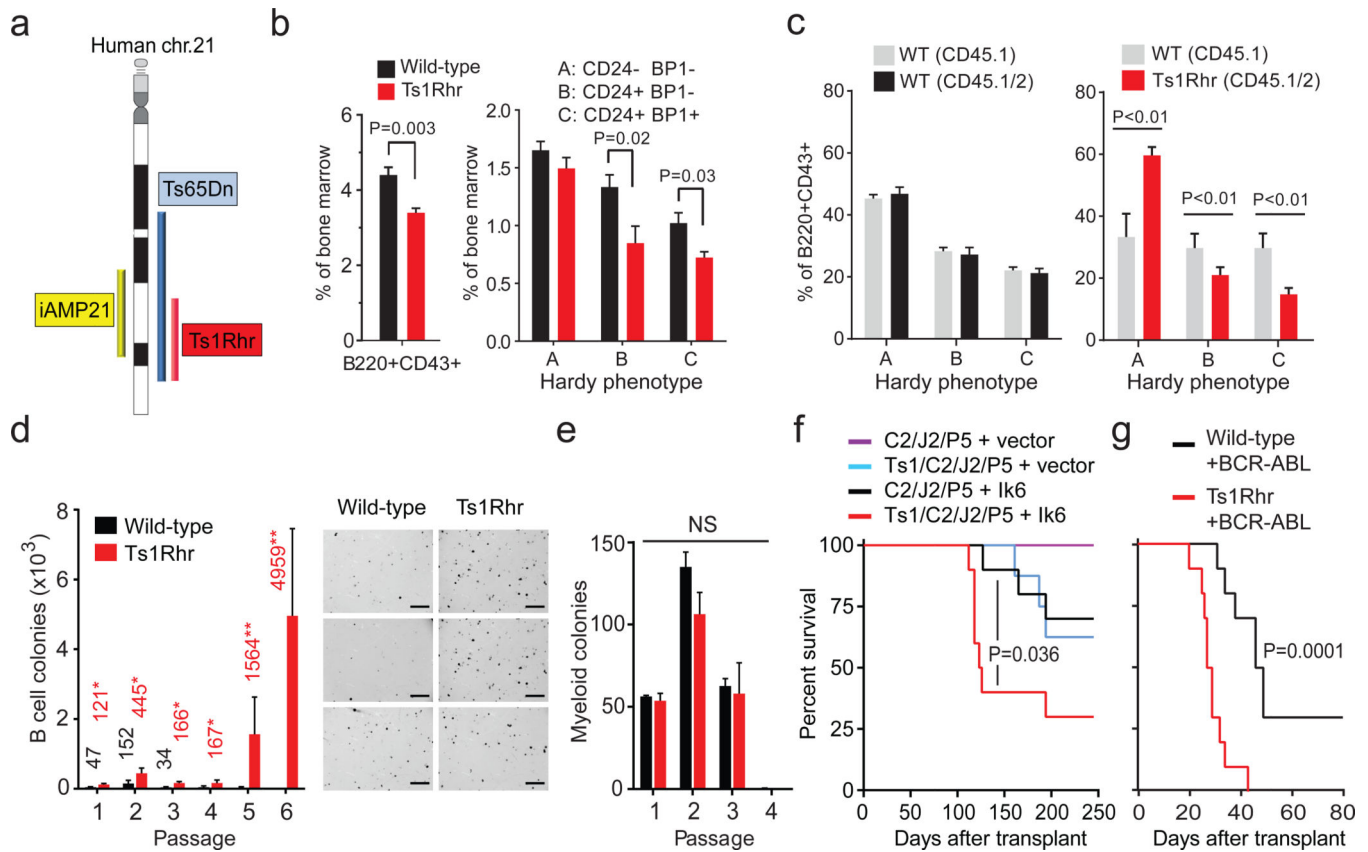 a
Human chr.21
Ts65Dn
iAMP21
Ts1Rhr
b
Wild-type
Ts1Rhr
P=0.003
% of bone marrow
6
4
2
0
B220+CD43+
A: CD24- BP1-
B: CD24+ BP1-
C: CD24+ BP1+
P=0.02
P=0.03
% of bone marrow
2.0
1.5
1.0
0.5
0.0
A B C
Hardy phenotype
c
WT (CD45.1)
WT (CD45.1/2)
% of B220+CD43+
80
60
40
20
0
A B C
Hardy phenotype
WT (CD45.1)
Ts1Rhr (CD45.1/2)
P<0.01
P<0.01
P<0.01
80
60
40
20
0
A B C
Hardy phenotype
d
B cell colonies (x10³)
8
6
4
2
0
Wild-type
Ts1Rhr
47
121*
152
445*
34
166*
167*
1564**
4959**
1 2 3 4 5 6
Passage
Wild-type Ts1Rhr
e
NS
Myeloid colonies
150
100
50
0
1 2 3 4
Passage
f
C2/J2/P5 + vector
Ts1/C2/J2/P5 + vector
C2/J2/P5 + Ik6
Ts1/C2/J2/P5 + Ik6
Percent survival
100
75
50
25
0
P=0.036
0 50 100 150 200 250
Days after transplant
g
Wild-type
+BCR-ABL
Ts1Rhr
+BCR-ABL
P=0.0001
0 20 40 60 80
Days after transplant